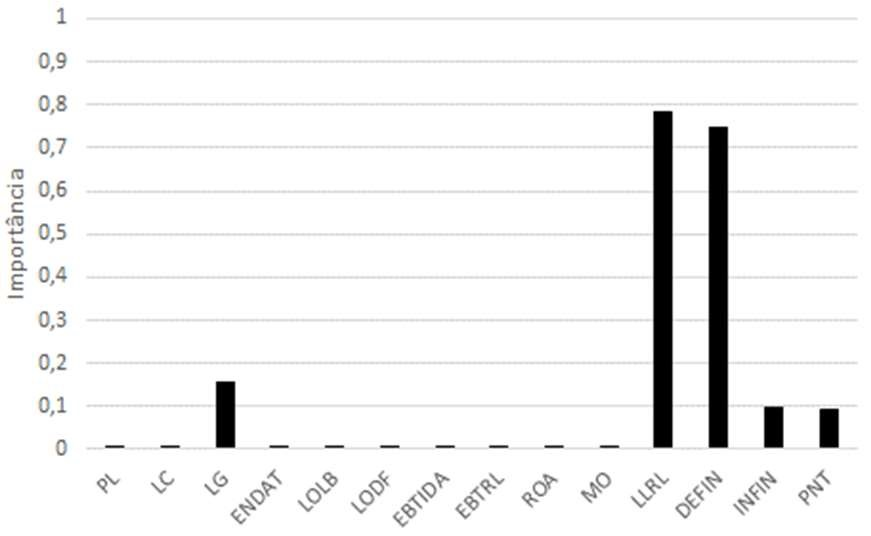 1
0,9
0,8
0,7
0,6
0,5
0,4
0,3
0,2
0,1
0
Importância
PL
LC
LG
ENDAT
LOLB
LODF
EBTIDA
EBTRL
ROA
MO
LLRL
DEFIN
INFIN
PNT